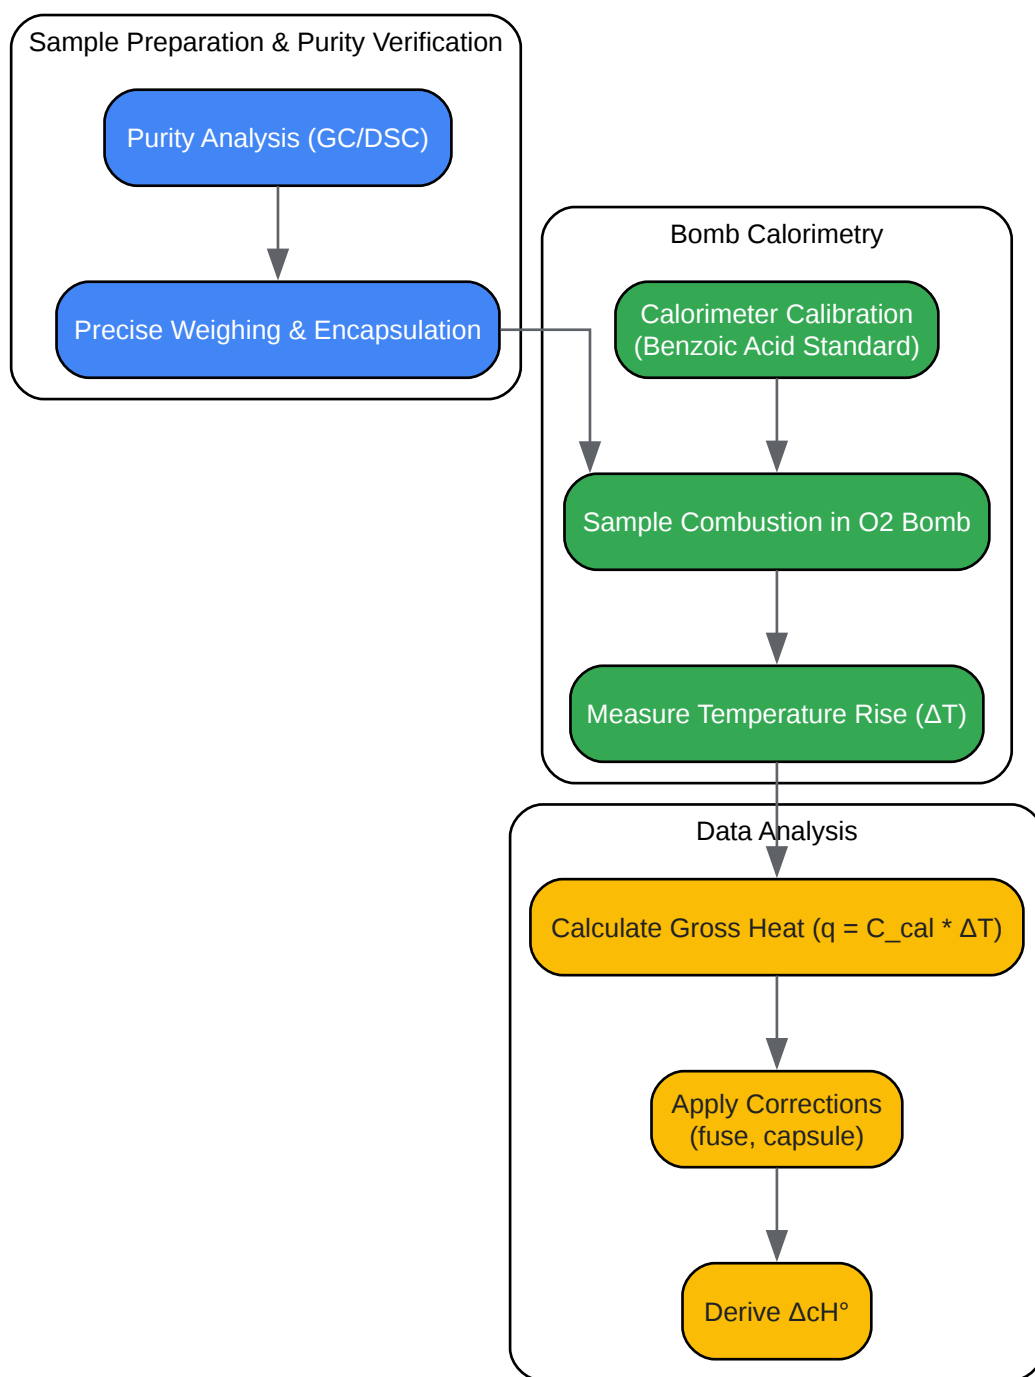 Sample Preparation & Purity Verification
Purity Analysis (GC/DSC)
Precise Weighing & Encapsulation
Bomb Calorimetry
Calorimeter Calibration
(Benzoic Acid Standard)
Sample Combustion in O2 Bomb
Measure Temperature Rise (ΔT)
Data Analysis
Calculate Gross Heat (q = C_cal * ΔT)
Apply Corrections
(fuse, capsule)
Derive ΔcH°